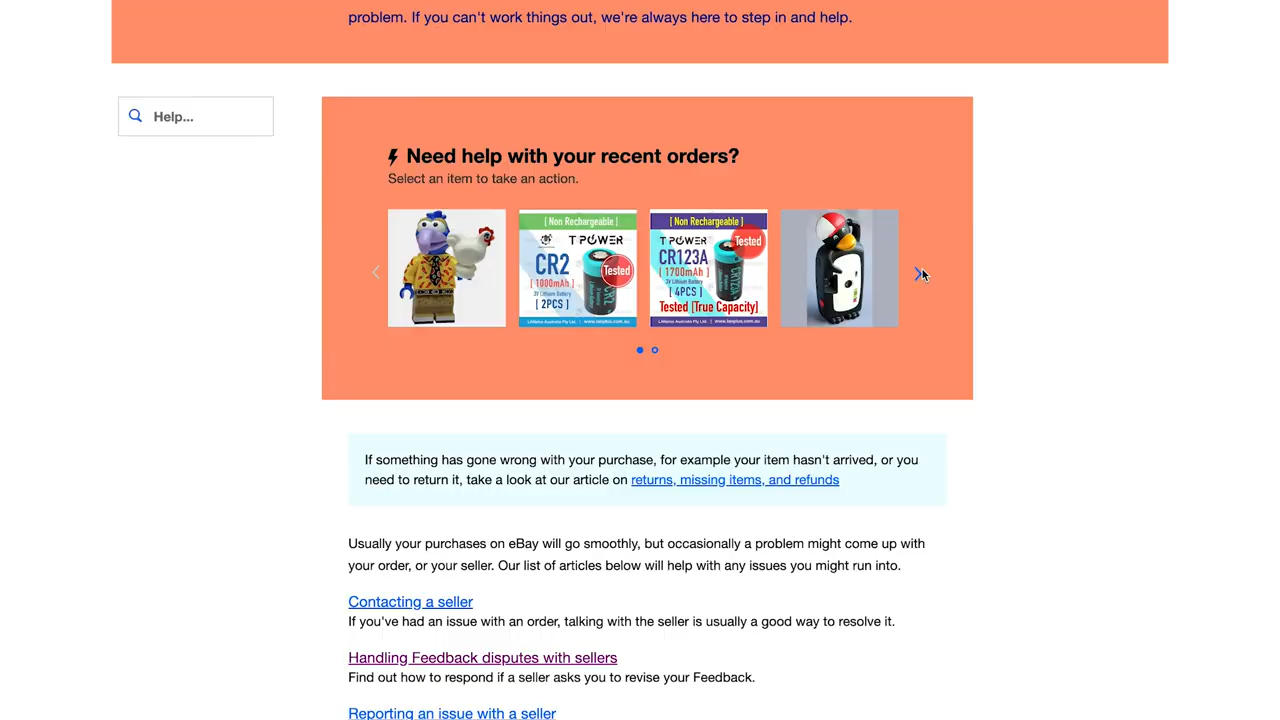 problem. If you can't work things out, we're always here to step in and help.
Help...
Need help with your recent orders?
Select an item to take an action.
[ Non Rechargeable ]
T POWER
CR2
[ 1000mAh ]
3V Lithium Battery
[ 2PCS ]
Tested
[ Non Rechargeable ]
T POWER
CR123A
[ 1700mAh ]
3V Lithium Battery
[ 4PCS ]
Tested
Tested [True Capacity]
If something has gone wrong with your purchase, for example your item hasn't arrived, or you
need to return it, take a look at our article on returns, missing items, and refunds
Usually your purchases on eBay will go smoothly, but occasionally a problem might come up with
your order, or your seller. Our list of articles below will help with any issues you might run into.
Contacting a seller
If you've had an issue with an order, talking with the seller is usually a good way to resolve it.
Handling Feedback disputes with sellers
Find out how to respond if a seller asks you to revise your Feedback.
Reporting an issue with a seller